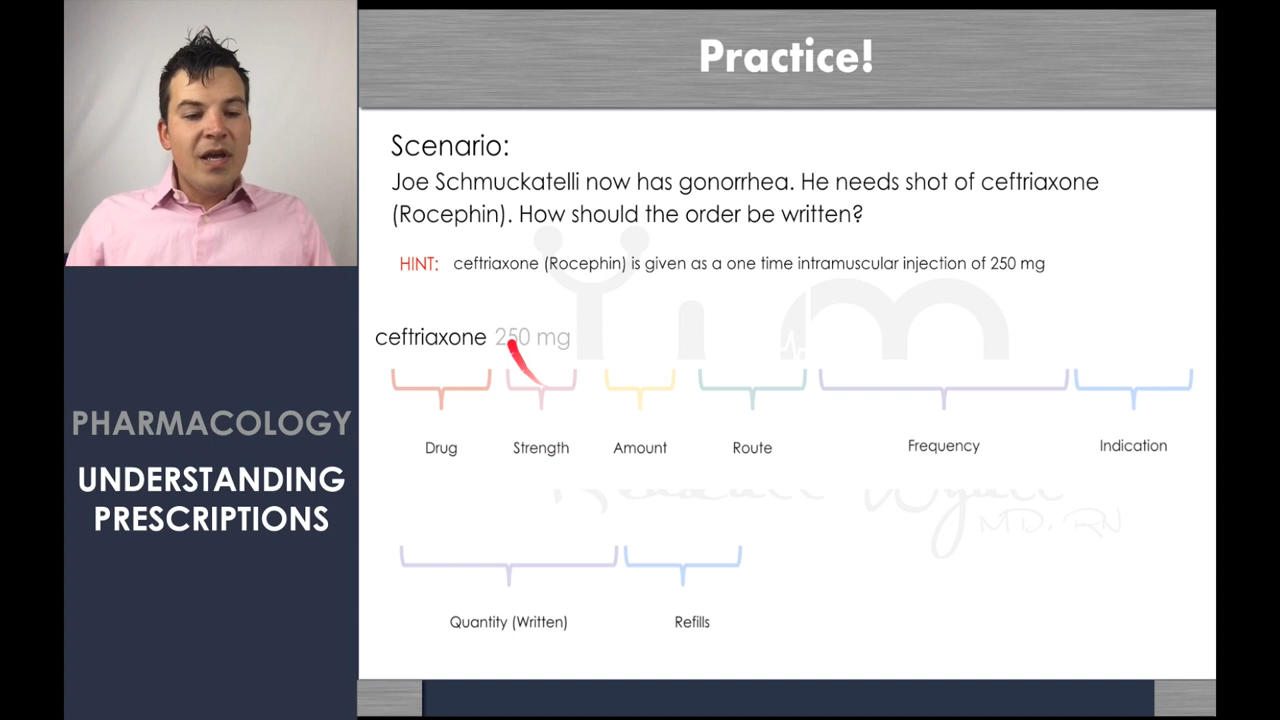 Practice!
Scenario:
Joe Schmuckatelli now has gonorrhea. He needs shot of ceftriaxone
(Rocephin). How should the order be written?
HINT: ceftriaxone (Rocephin) is given as a one time intramuscular injection of 250 mg
ceftriaxone 250 mg
Drug Strength Amount Route Frequency Indication
MD, RN
Quantity (Written) Refills
PHARMACOLOGY
UNDERSTANDING
PRESCRIPTIONS